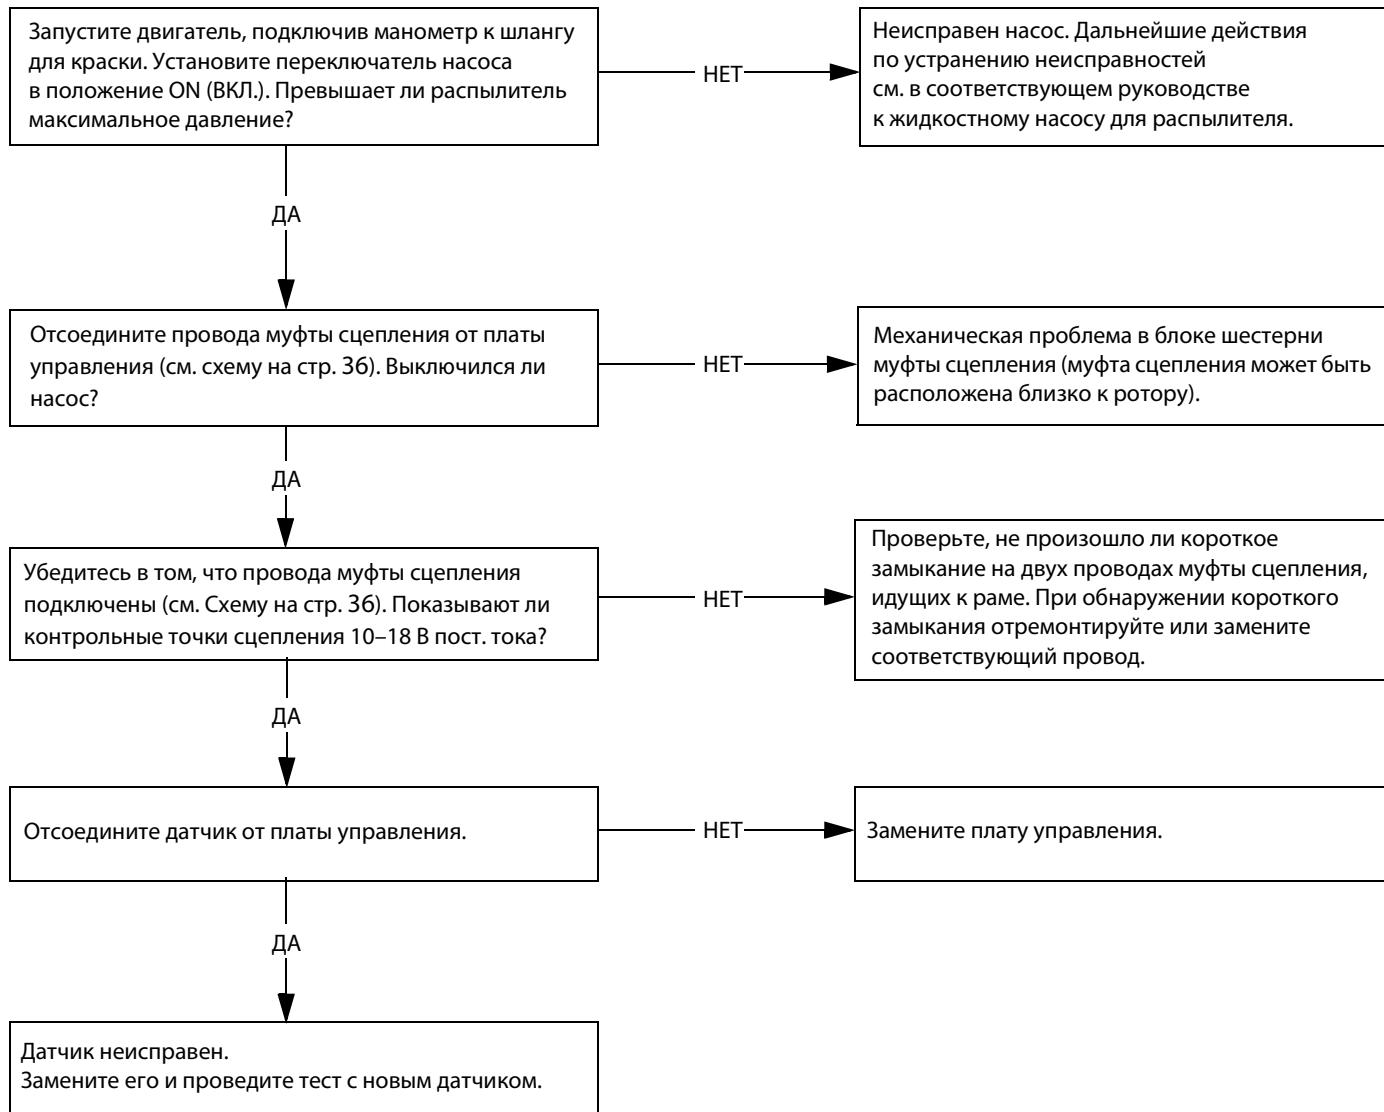 Запустите двигатель, подключив манометр к шлангу
для краски. Установите переключатель насоса
в положение ON (ВКЛ.). Превышает ли распылитель
максимальное давление?
НЕТ
Неисправен насос. Дальнейшие действия
по устранению неисправностей
см. в соответствующем руководстве
к жидкостному насосу для распылителя.
ДА
Отсоедините провода муфты сцепления от платы
управления (см. схему на стр. 36). Выключился ли
насос?
НЕТ
Механическая проблема в блоке шестерни
муфты сцепления (муфта сцепления может быть
расположена близко к ротору).
ДА
Убедитесь в том, что провода муфты сцепления
подключены (см. Схему на стр. 36). Показывают ли
контрольные точки сцепления 10–18 В пост. тока?
НЕТ
Проверьте, не произошло ли короткое
замыкание на двух проводах муфты сцепления,
идущих к раме. При обнаружении короткого
замыкания отремонтируйте или замените
соответствующий провод.
ДА
Отсоедините датчик от платы управления.
НЕТ
Замените плату управления.
ДА
Датчик неисправен.
Замените его и проведите тест с новым датчиком.